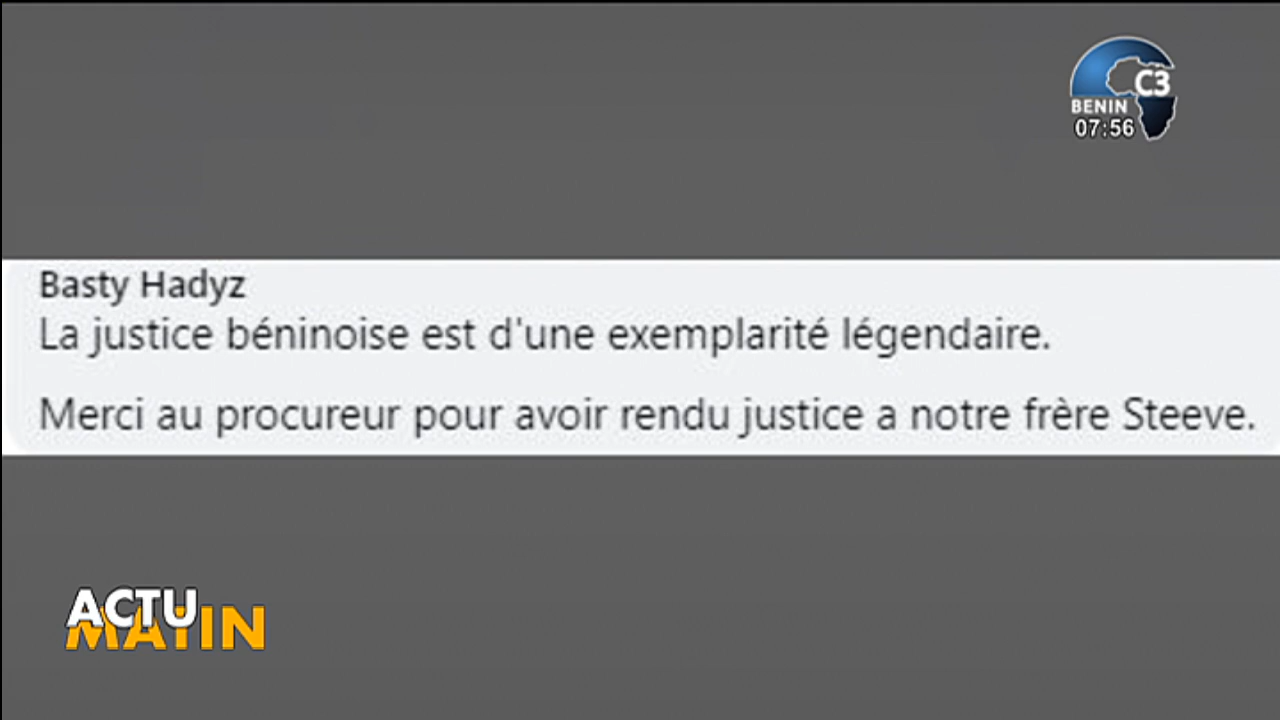 C3
BENIN
07:56
Basty Hadyz
La justice béninoise est d'une exemplarité légendaire.
Merci au procureur pour avoir rendu justice a notre frère Steeve.
ACTU
MATIN